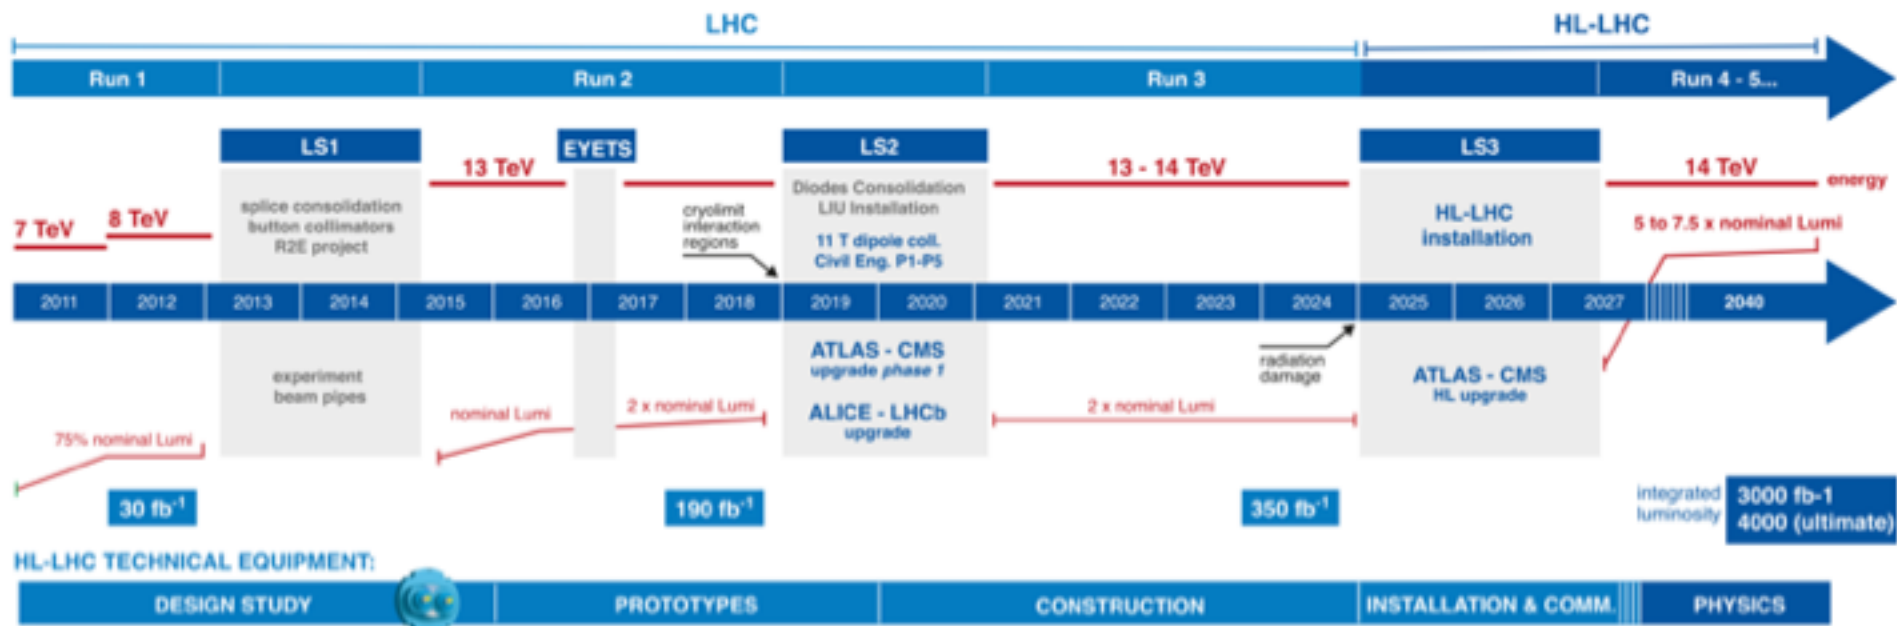 LHC
HL-LHC
Run 1
Run 2
Run 3
Run 4 - 5...
LS1
EYETS
LS2
LS3
13 TeV
13 - 14 TeV
14 TeV
energy
7 TeV
8 TeV
splice consolidation
button collimators
R2E project
cryolimit
interaction
regions
Diodes Consolidation
LIU Installation
11 T dipole coll.
Civil Eng. P1-P5
HL-LHC
installation
5 to 7.5 x nominal Lumi
2011
2012
2013
2014
2015
2016
2017
2018
2019
2020
2021
2022
2023
2024
2025
2026
2027
2040
experiment
beam pipes
ATLAS - CMS
upgrade phase 1
ALICE - LHCb
upgrade
radiation
damage
ATLAS - CMS
HL upgrade
75% nominal Lumi
nominal Lumi
2 x nominal Lumi
2 x nominal Lumi
30 fb⁻¹
190 fb⁻¹
350 fb⁻¹
integrated
luminosity
3000 fb-1
4000 (ultimate)
HL-LHC TECHNICAL EQUIPMENT:
DESIGN STUDY
PROTOTYPES
CONSTRUCTION
INSTALLATION & COMM.
PHYSICS